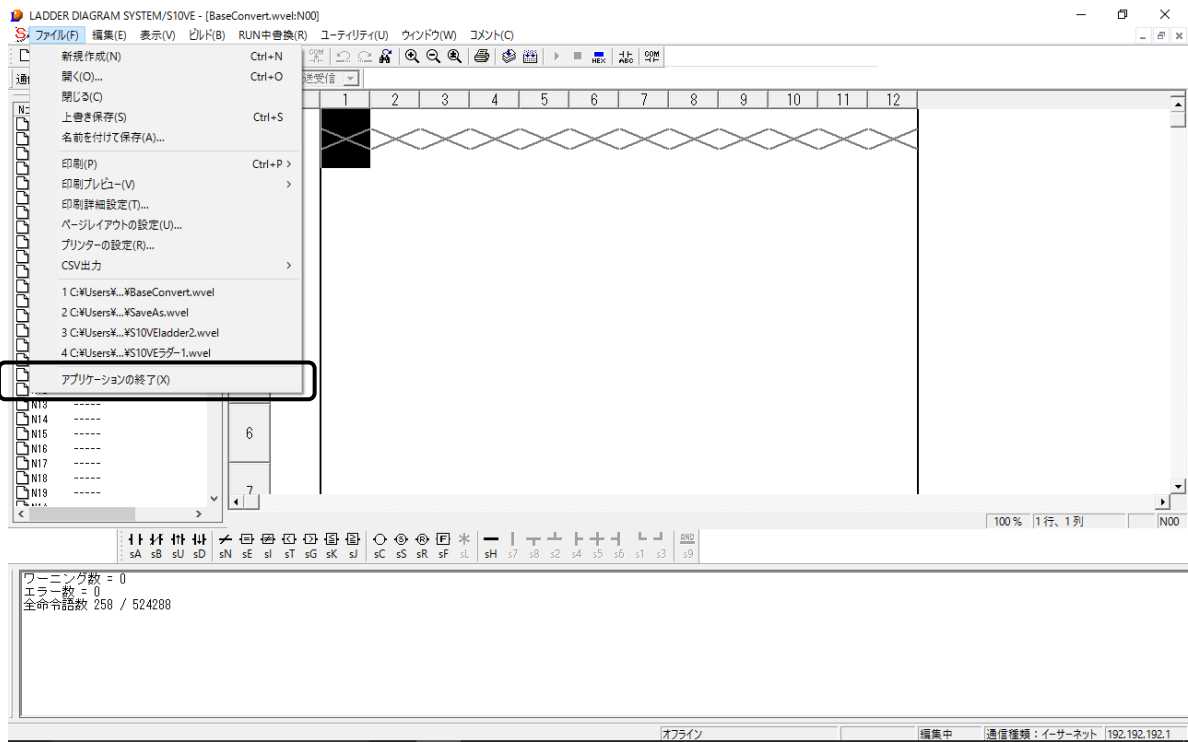 LADDER DIAGRAM SYSTEM/S10VE - [BaseConvert.wvel:N00]
ファイル(F) 編集(E) 表示(V) ビルド(B) RUN中書換(R) ユーティリティ(U) ウィンドウ(W) コメント(C)
新規作成(N) Ctrl+N
開く(O)... Ctrl+O
閉じる(C)
上書き保存(S) Ctrl+S
名前を付けて保存(A)...
印刷(P) Ctrl+P >
印刷プレビュー(V) >
印刷詳細設定(T)...
ページレイアウトの設定(U)...
プリンターの設定(R)...
CSV出力 >
1 C:¥Users¥...¥BaseConvert.wvel
2 C:¥Users¥...¥SaveAs.wvel
3 C:¥Users¥...¥S10VEladder2.wvel
4 C:¥Users¥...¥S10VEラダー1.wvel
アプリケーションの終了(X)
HEX ABC COM
送受信
1 2 3 4 5 6 7 8 9 10 11 12
N13 -----
N14 -----
N15 -----
N16 -----
N17 -----
N18 -----
N19 -----
6
7
100 % 1行、1列 N00
sA sB sU sD sN sE sI sT sG sK sJ sC sS sR sF sL sH s7 s8 s2 s4 s5 s6 s1 s3 s9
ワーニング数 = 0
エラー数 = 0
全命令語数 258 / 524288
オフライン 編集中 通信種類：イーサーネット 192.192.192.1